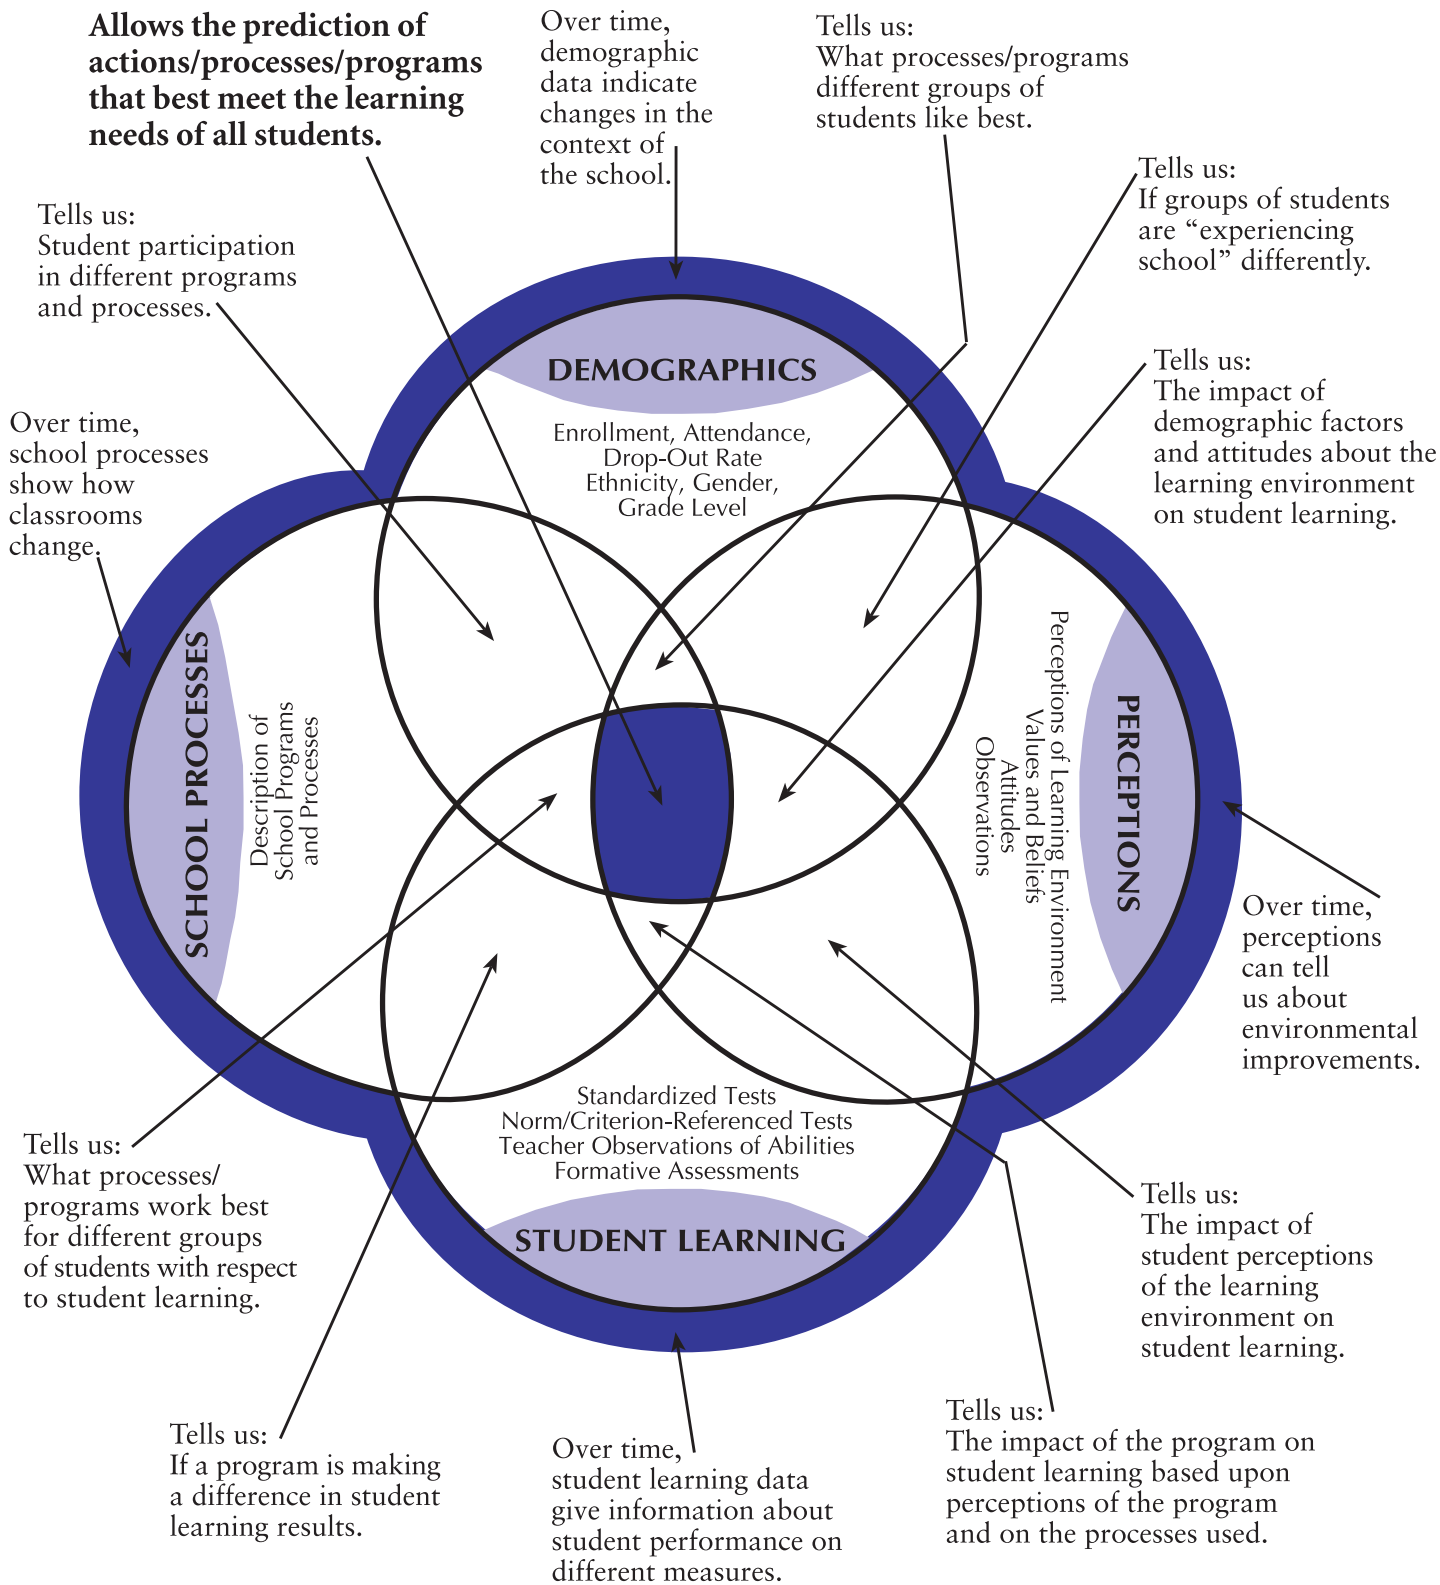 Allows the prediction of
actions/processes/programs
that best meet the learning
needs of all students.
Over time,
demographic
data indicate
changes in the
context of
the school.
Tells us:
What processes/programs
different groups of
students like best.
Tells us:
If groups of students
are “experiencing
school” differently.
Tells us:
Student participation
in different programs
and processes.
Tells us:
The impact of
demographic factors
and attitudes about the
learning environment
on student learning.
Over time,
school processes
show how
classrooms
change.
DEMOGRAPHICS
Enrollment, Attendance,
Drop-Out Rate
Ethnicity, Gender,
Grade Level
SCHOOL PROCESSES
Description of
School Programs
and Processes
PERCEPTIONS
Perceptions of Learning Environment
Values and Beliefs
Attitudes
Observations
Over time,
perceptions
can tell
us about
environmental
improvements.
Standardized Tests
Norm/Criterion-Referenced Tests
Teacher Observations of Abilities
Formative Assessments
STUDENT LEARNING
Tells us:
What processes/
programs work best
for different groups
of students with respect
to student learning.
Tells us:
The impact of
student perceptions
of the learning
environment on
student learning.
Tells us:
If a program is making
a difference in student
learning results.
Over time,
student learning data
give information about
student performance on
different measures.
Tells us:
The impact of the program on
student learning based upon
perceptions of the program
and on the processes used.